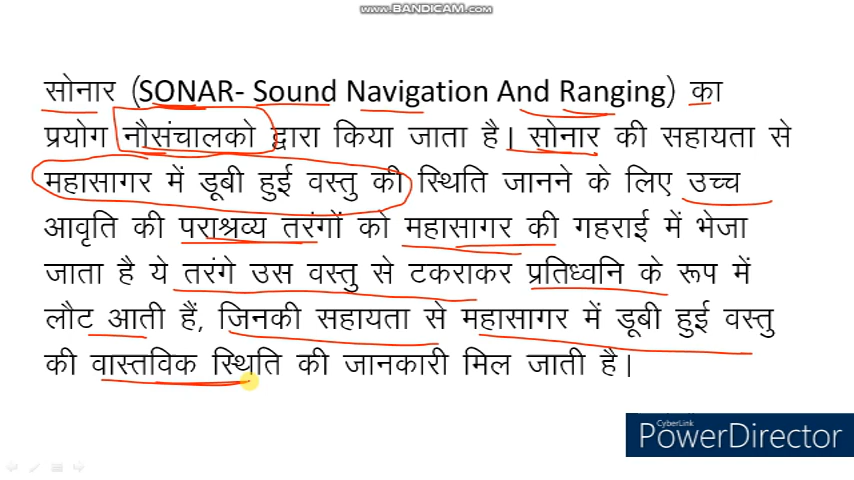 www.BANDICAM.com
सोनार (SONAR- Sound Navigation And Ranging) का
प्रयोग नौसंचालको द्वारा किया जाता है। सोनार की सहायता से
महासागर में डूबी हुई वस्तु की स्थिति जानने के लिए उच्च
आवृति की पराश्रव्य तरंगों को महासागर की गहराई में भेजा
जाता है ये तरंगे उस वस्तु से टकराकर प्रतिध्वनि के रूप में
लौट आती हैं, जिनकी सहायता से महासागर में डूबी हुई वस्तु
की वास्तविक स्थिति की जानकारी मिल जाती है।
CyberLink
PowerDirector